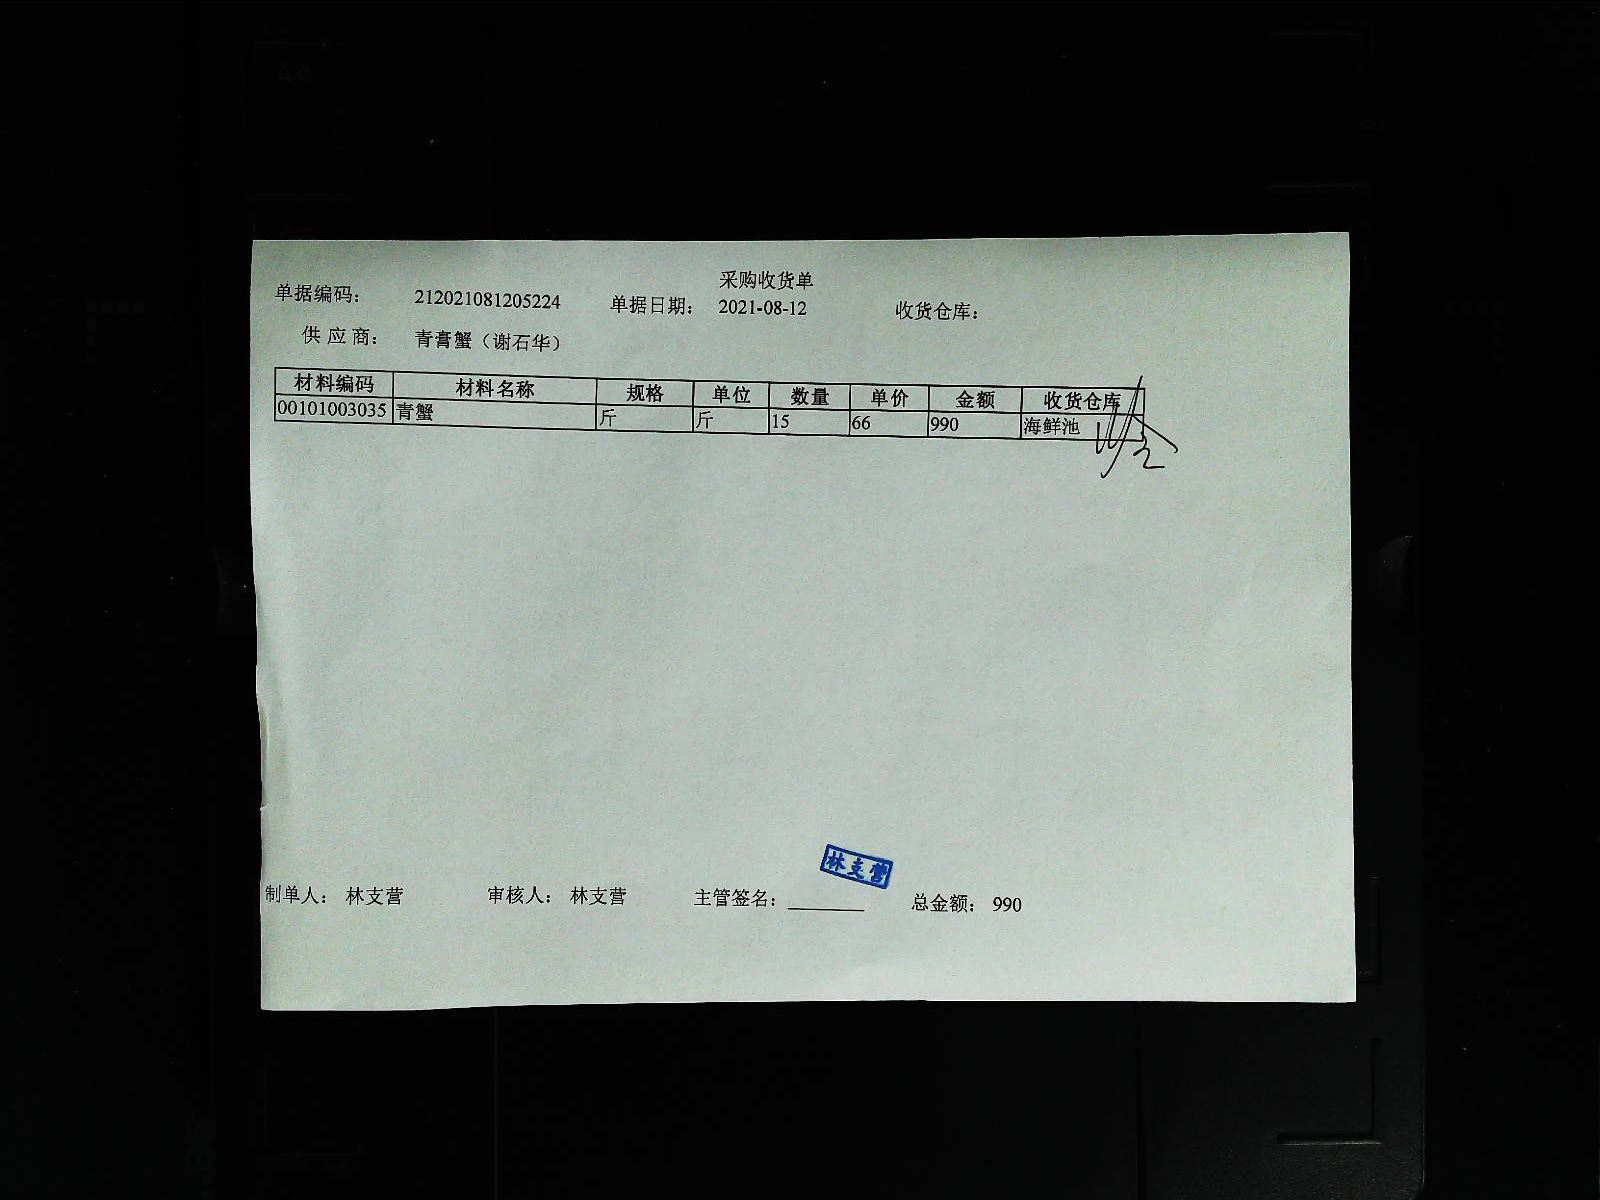 采购收货单
单据编码： 212021081205224 单据日期： 2021-08-12 收货仓库：
供 应 商： 青膏蟹（谢石华）
材料编码 材料名称 规格 单位 数量 单价 金额 收货仓库
00101003035 青蟹 斤 斤 15 66 990 海鲜池
林支营
制单人： 林支营 审核人： 林支营 主管签名： ________ 总金额： 990